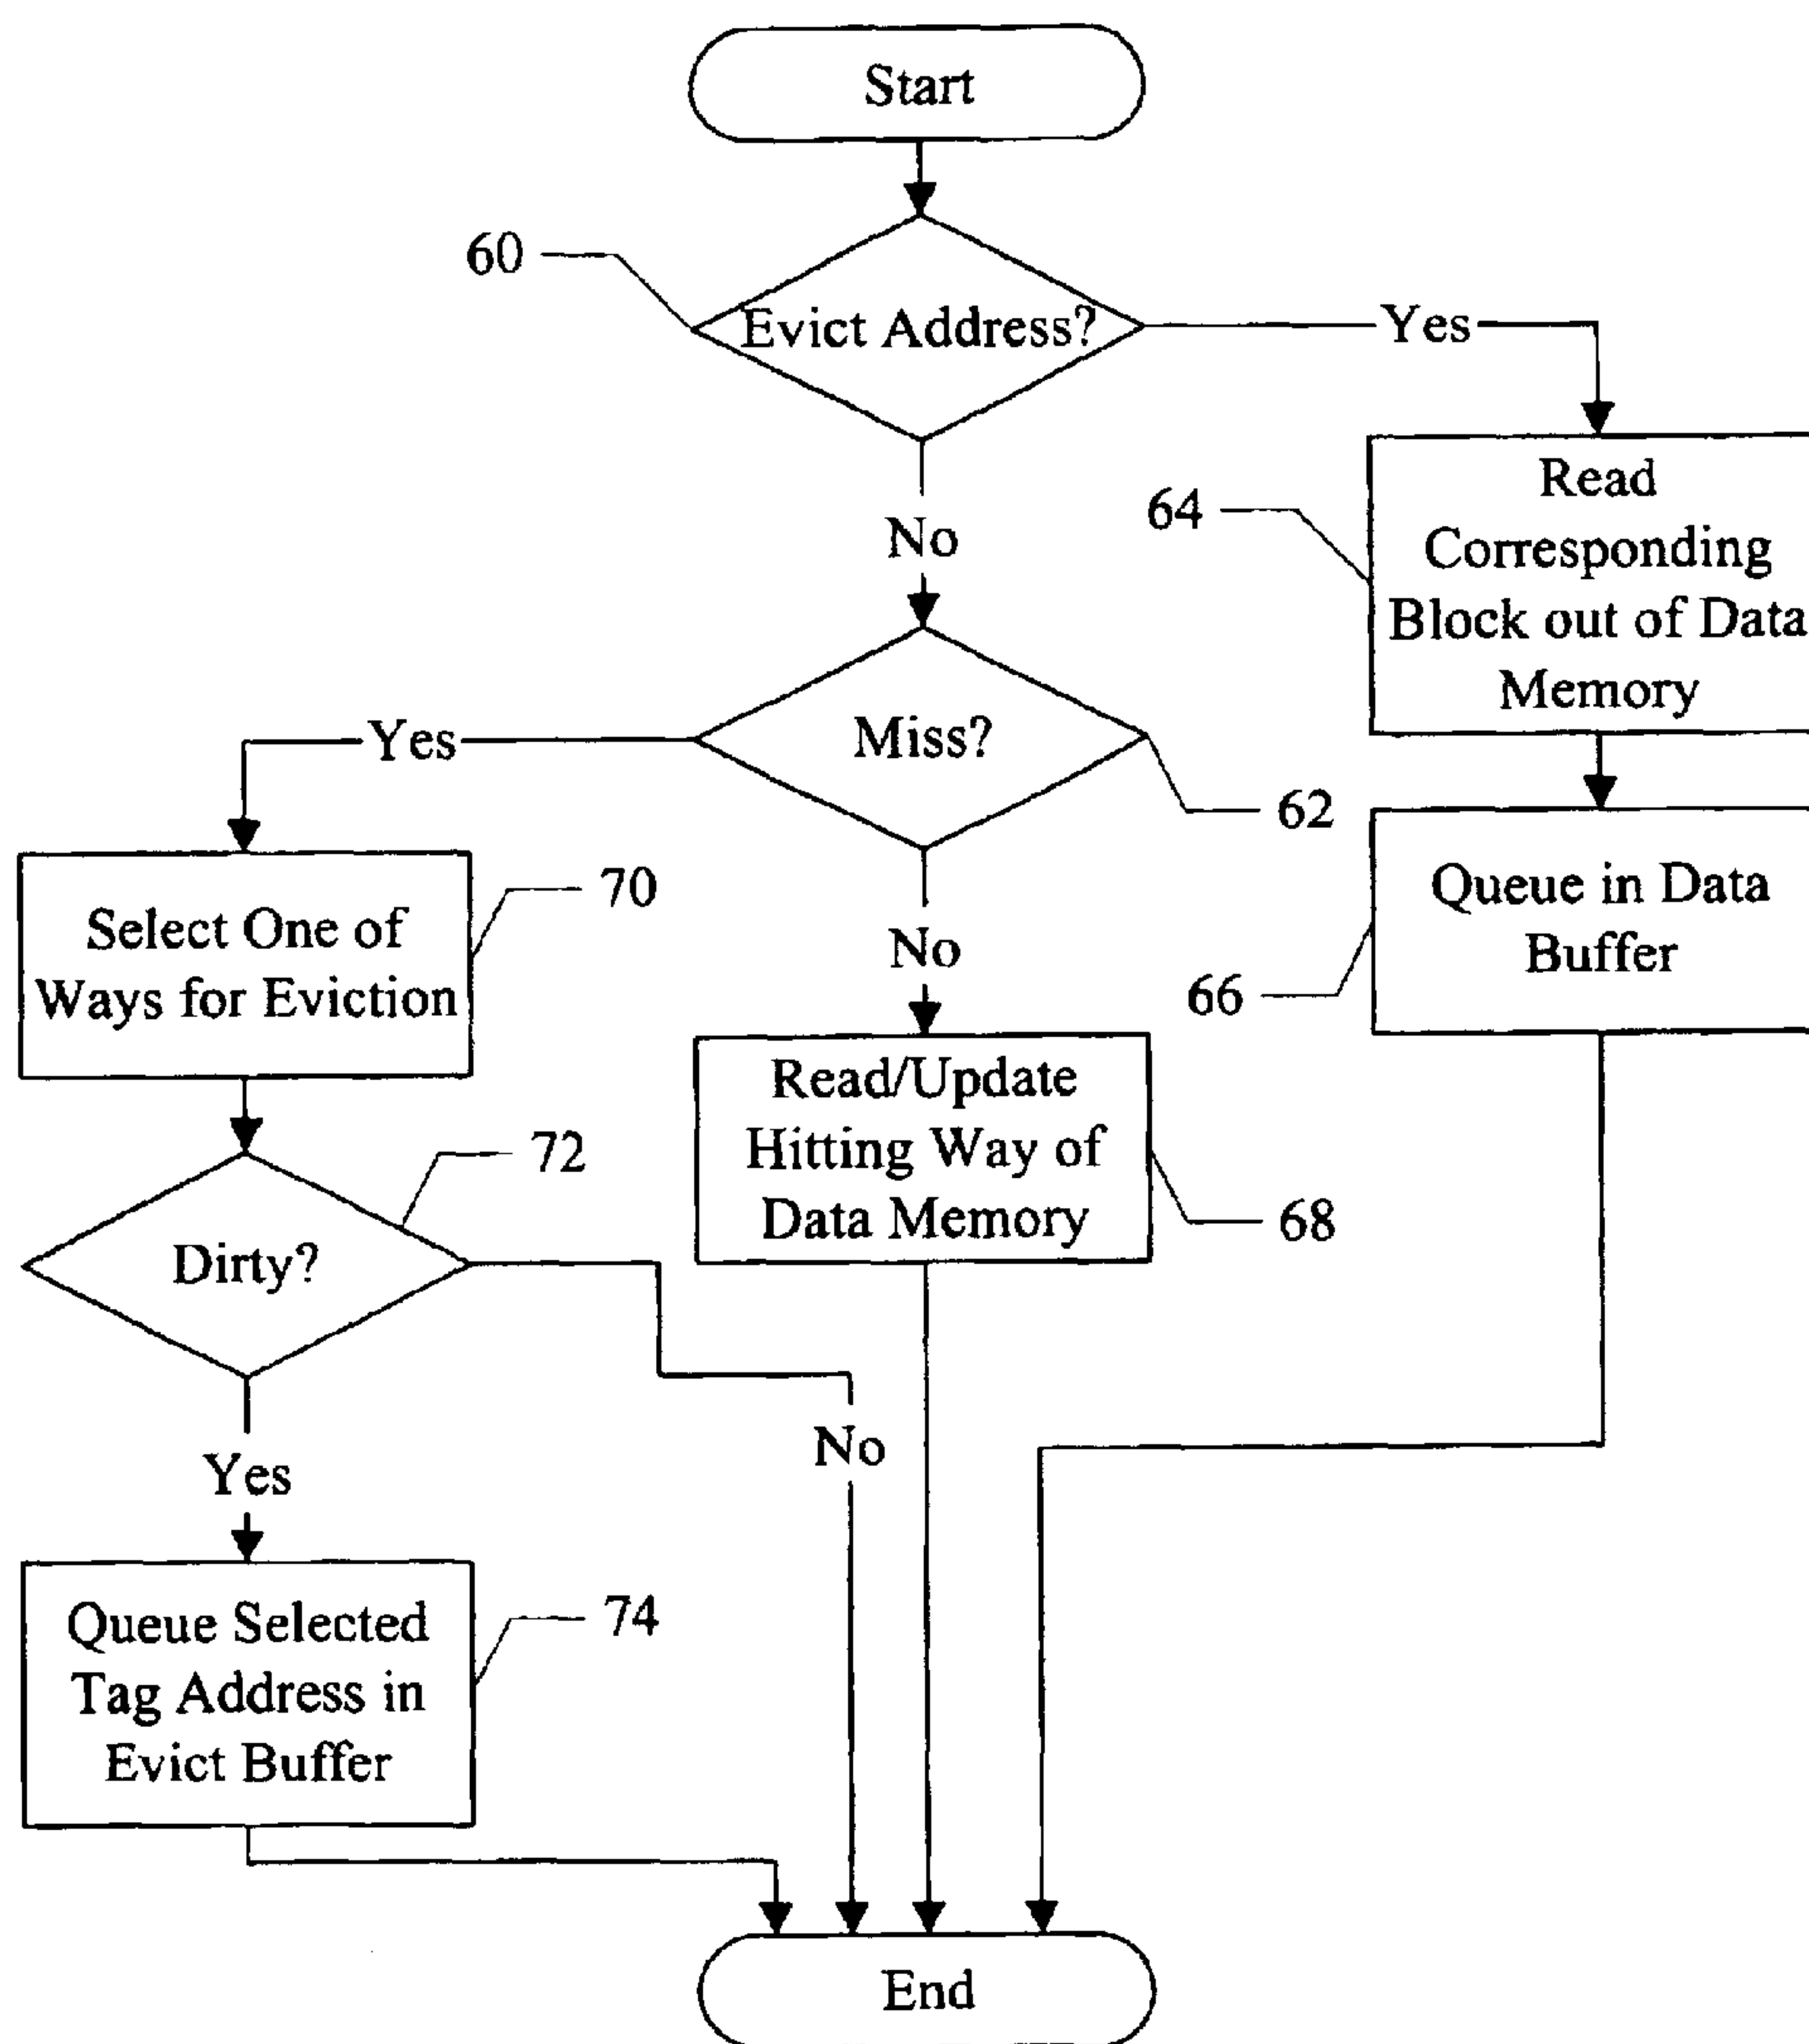 Start
60
Evict Address?
Yes
Read
Corresponding
Block out of Data
Memory
64
No
Yes
Miss?
62
Queue in Data
Buffer
66
70
Select One of
Ways for Eviction
No
Read/Update
Hitting Way of
Data Memory
68
72
Dirty?
No
Yes
Queue Selected
Tag Address in
Evict Buffer
74
End